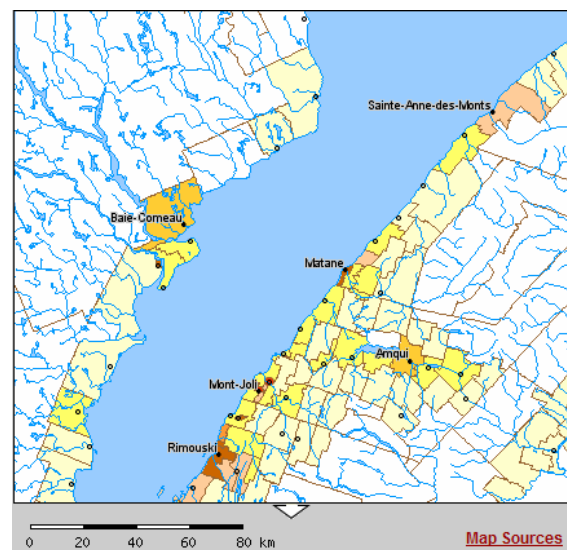 Sainte-Anne-des-Monts
Baie-Comeau
Matane
Amqui
Mont-Joli
Rimouski
0 20 40 60 80 km
Map Sources